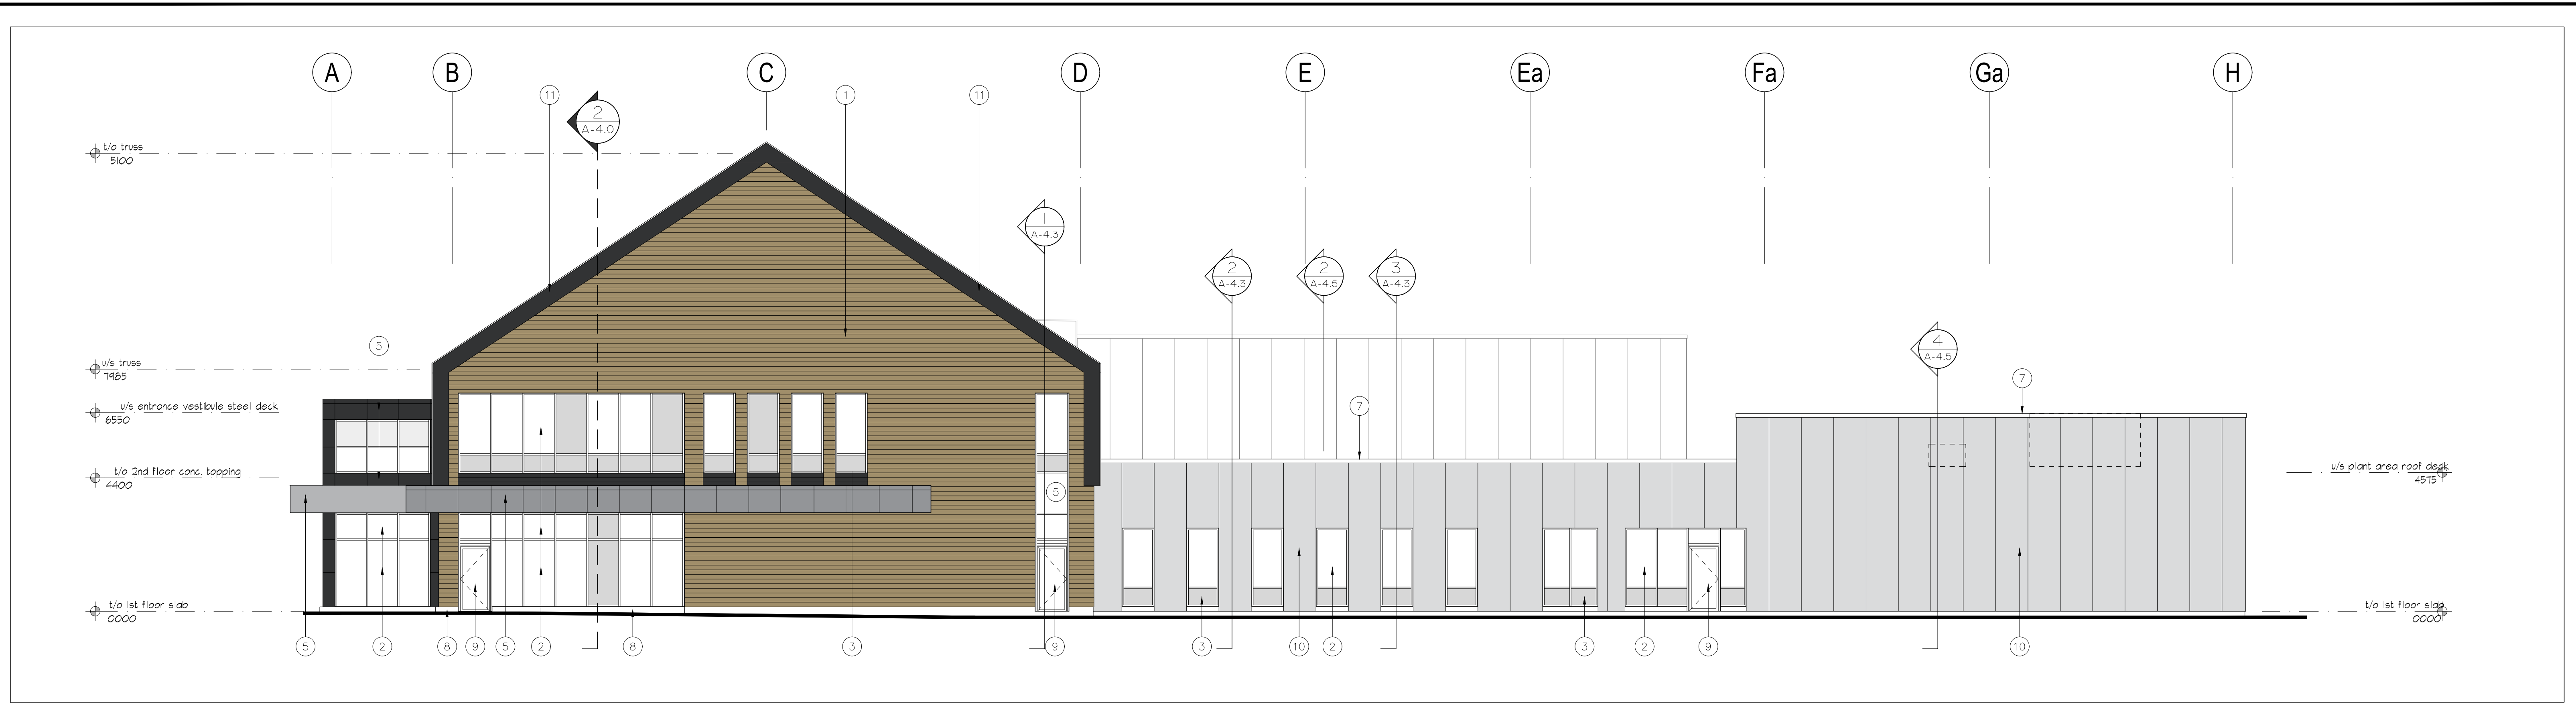 A B C D E Ea Fa Ga H
11 1 11
2
A-4.0
t/o truss
15100
1
A-4.3
2
A-4.3
2
A-4.5
3
A-4.3
4
A-4.5
5
u/s truss
7985
7
7
u/s entrance vestibule steel deck
6550
t/o 2nd floor conc. topping
4400
u/s plant area roof deck
4575
5
t/o 1st floor slab
0000
t/o 1st floor slab
0000
5 2 8 9 5 2 8 3 9 3 10 2 3 2 9 10